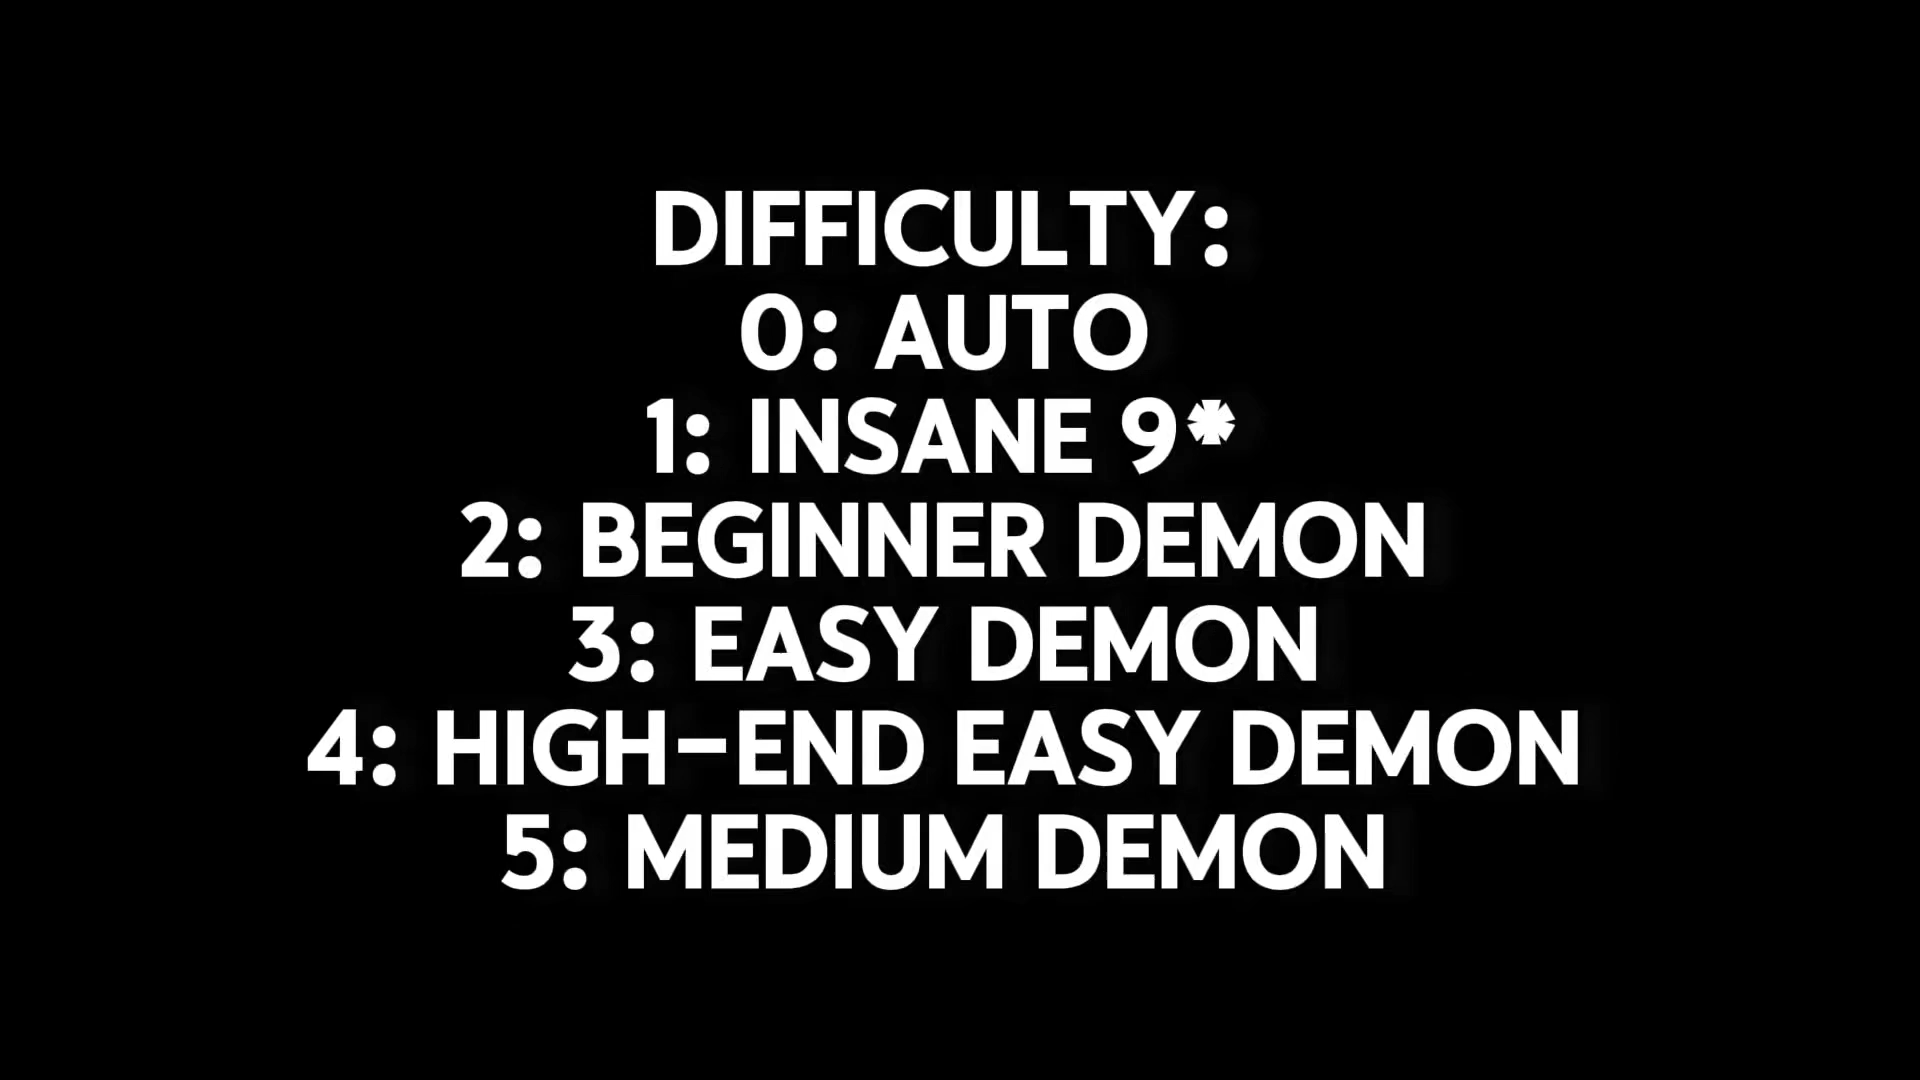 DIFFICULTY:
0: AUTO
1: INSANE 9*
2: BEGINNER DEMON
3: EASY DEMON
4: HIGH-END EASY DEMON
5: MEDIUM DEMON